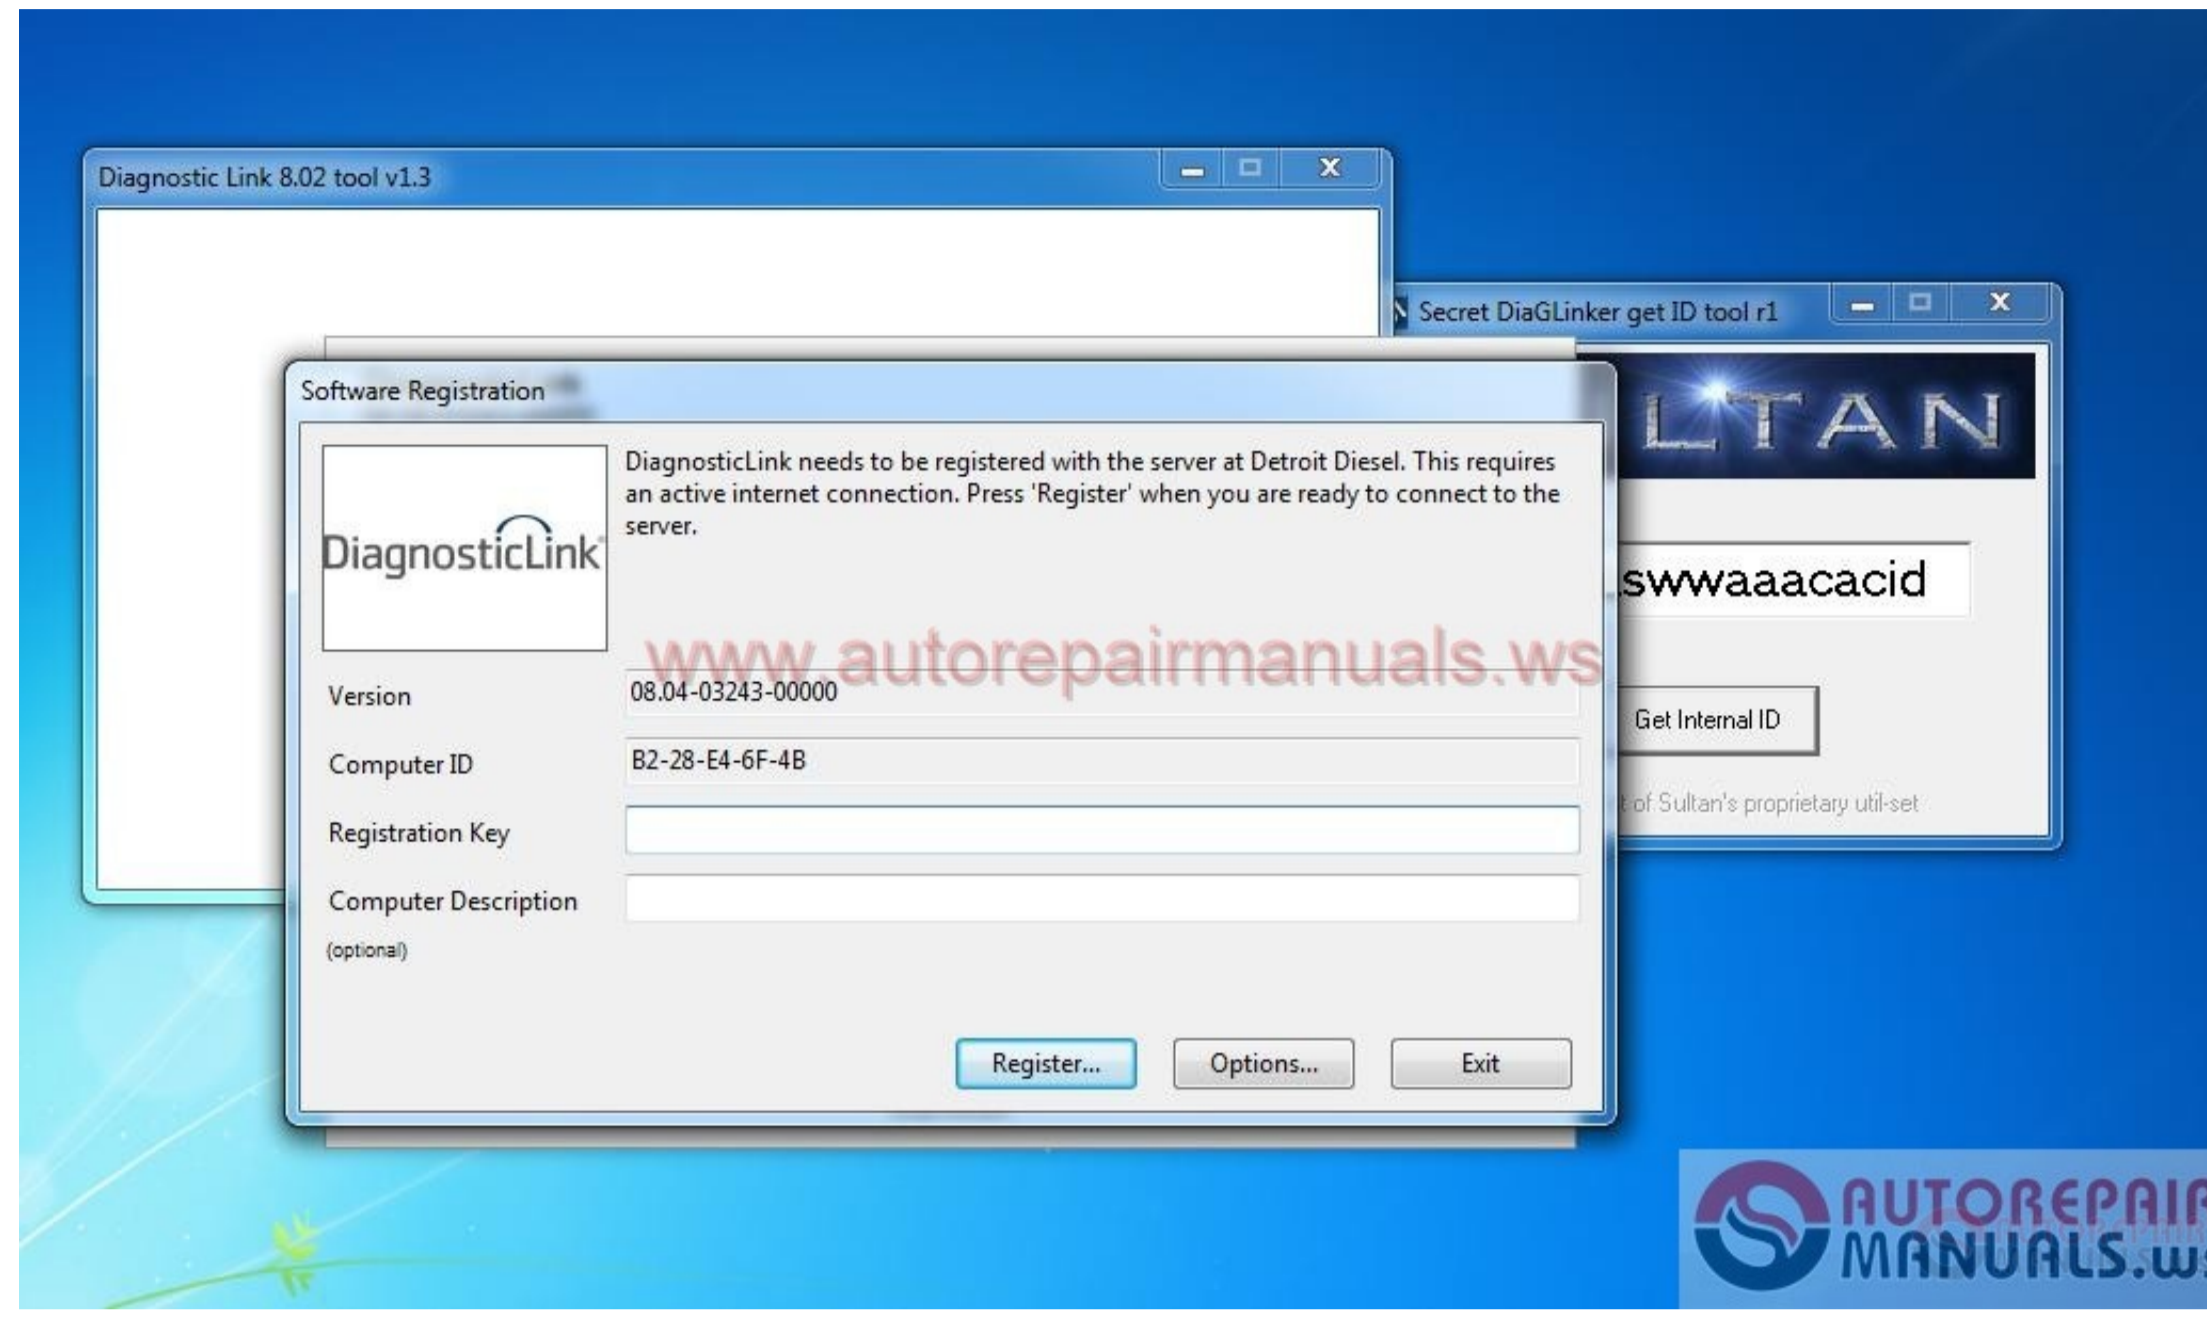 Diagnostic Link 8.02 tool v1.3
Secret DiaGLinker get ID tool r1
LTAN
Software Registration
DiagnosticLink needs to be registered with the server at Detroit Diesel. This requires
an active internet connection. Press 'Register' when you are ready to connect to the
server.
DiagnosticLink
swwaaacacid
www.autorepairmanuals.ws
Version
08.04-03243-00000
Get Internal ID
Computer ID
B2-28-E4-6F-4B
of Sultan's proprietary util-set
Registration Key
Computer Description
(optional)
Register...
Options...
Exit
AUTOREPAIR
MANUALS.ws